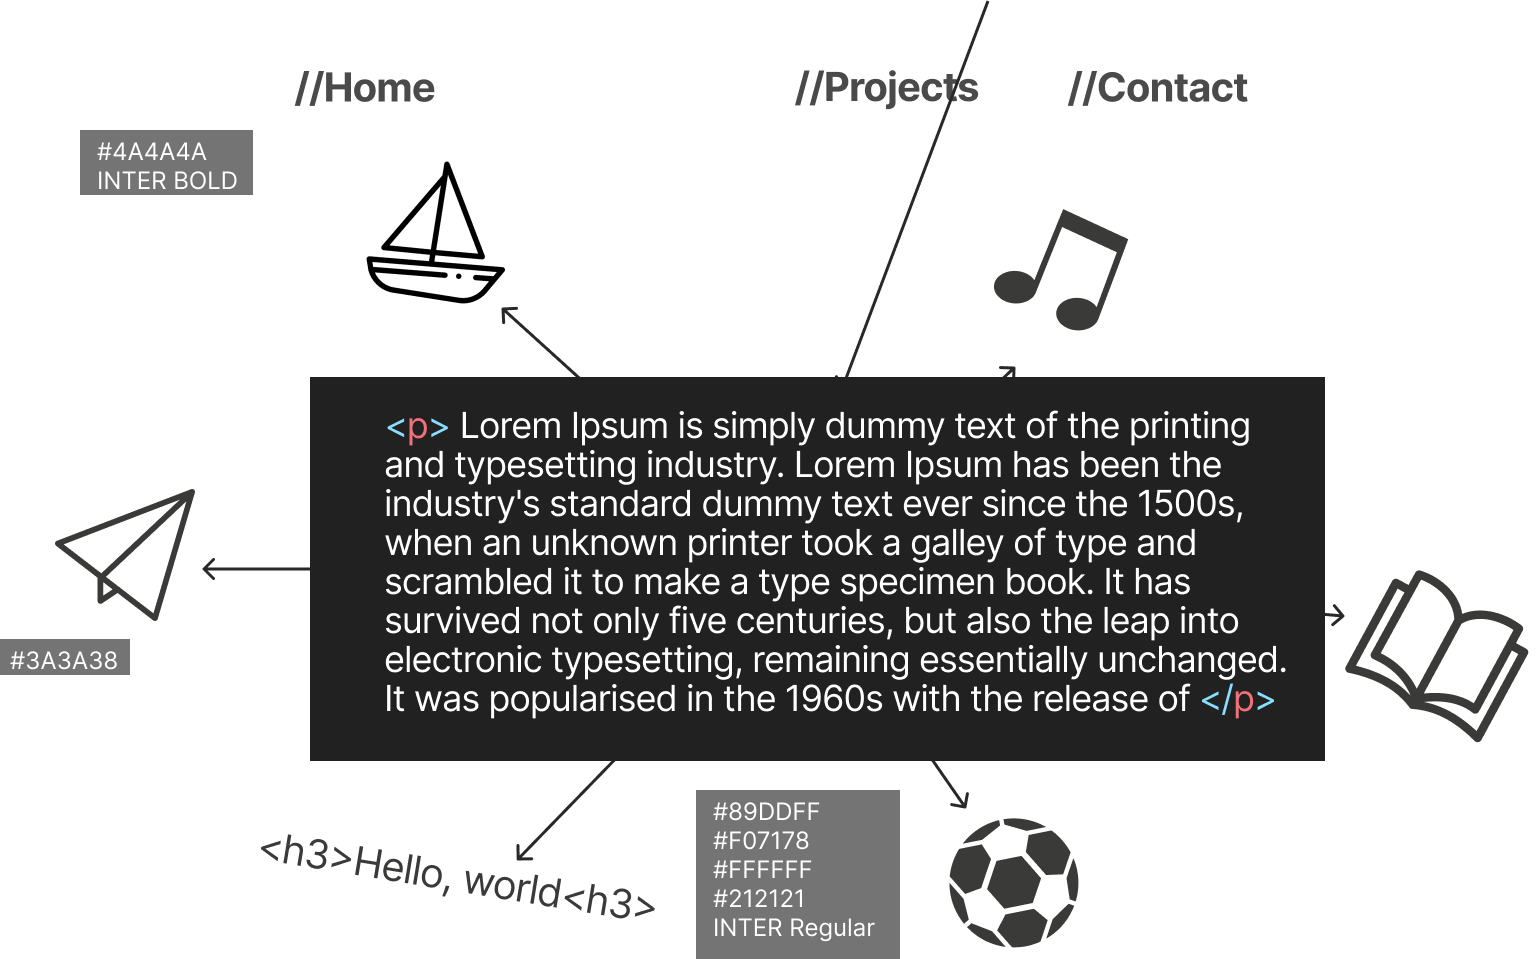 //Home
//Projects
//Contact
#4A4A4A
INTER BOLD
<p> Lorem Ipsum is simply dummy text of the printing
and typesetting industry. Lorem Ipsum has been the
industry's standard dummy text ever since the 1500s,
when an unknown printer took a galley of type and
scrambled it to make a type specimen book. It has
survived not only five centuries, but also the leap into
electronic typesetting, remaining essentially unchanged.
It was popularised in the 1960s with the release of </p>
#3A3A38
<h3>Hello, world<h3>
#89DDFF
#F07178
#FFFFFF
#212121
INTER Regular